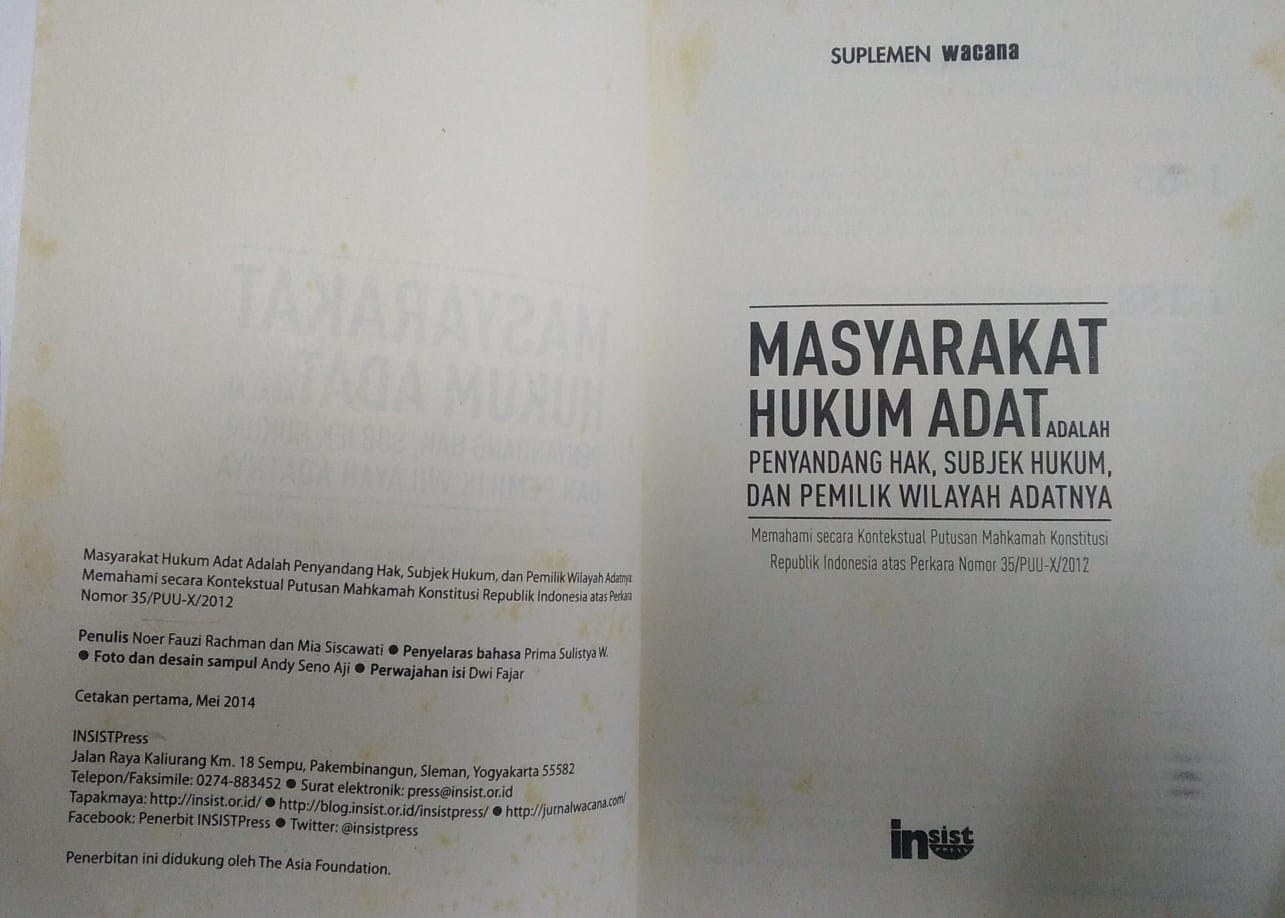 Masyarakat Hukum Adat Adalah Penyandang Hak, Subjek Hukum, dan Pemilik Wilayah Adatnya:
Memahami secara Kontekstual Putusan Mahkamah Konstitusi Republik Indonesia atas Perkara
Nomor 35/PUU-X/2012
Penulis Noer Fauzi Rachman dan Mia Siscawati ● Penyelaras bahasa Prima Sulistya W.
● Foto dan desain sampul Andy Seno Aji ● Perwajahan isi Dwi Fajar
Cetakan pertama, Mei 2014
INSISTPress
Jalan Raya Kaliurang Km. 18 Sempu, Pakembinangun, Sleman, Yogyakarta 55582
Telepon/Faksimile: 0274-883452 ● Surat elektronik: press@insist.or.id
Tapakmaya: http://insist.or.id/ ● http://blog.insist.or.id/insistpress/ ● http://jurnalwacana.com/
Facebook: Penerbit INSISTPress ● Twitter: @insistpress
Penerbitan ini didukung oleh The Asia Foundation.
SUPLEMEN wacana
MASYARAKAT
HUKUM ADAT ADALAH
PENYANDANG HAK, SUBJEK HUKUM,
DAN PEMILIK WILAYAH ADATNYA
Memahami secara Kontekstual Putusan Mahkamah Konstitusi
Republik Indonesia atas Perkara Nomor 35/PUU-X/2012
insist
PRESS